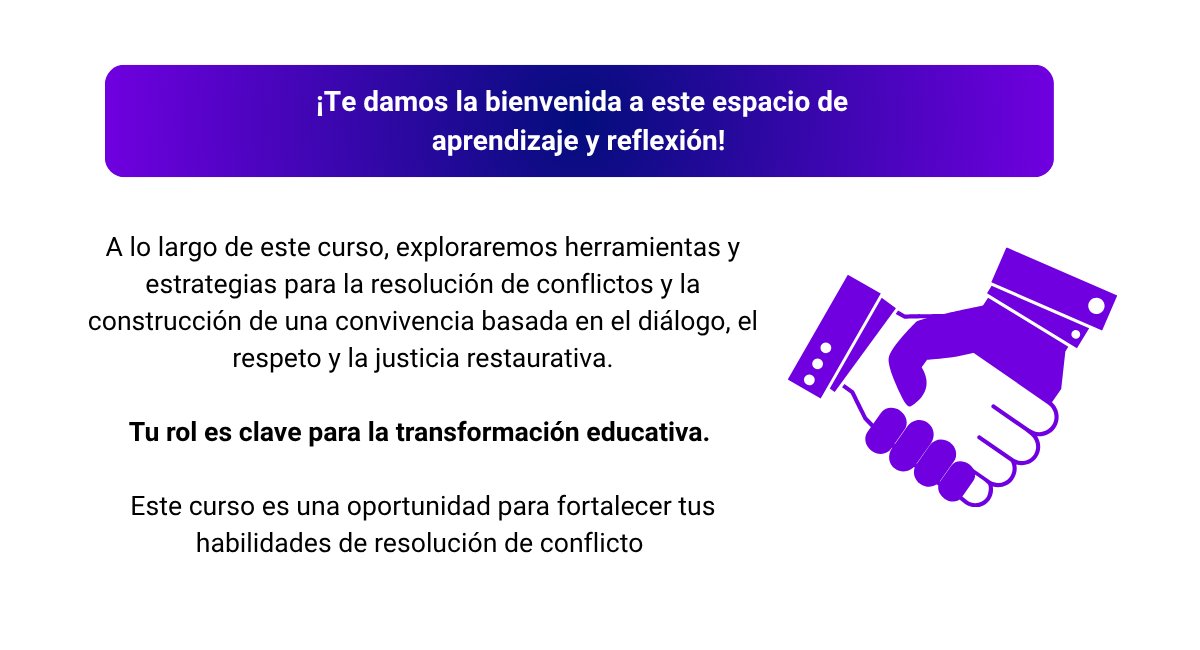 ¡Te damos la bienvenida a este espacio de
aprendizaje y reflexión!
A lo largo de este curso, exploraremos herramientas y
estrategias para la resolución de conflictos y la
construcción de una convivencia basada en el diálogo, el
respeto y la justicia restaurativa.
Tu rol es clave para la transformación educativa.
Este curso es una oportunidad para fortalecer tus
habilidades de resolución de conflicto